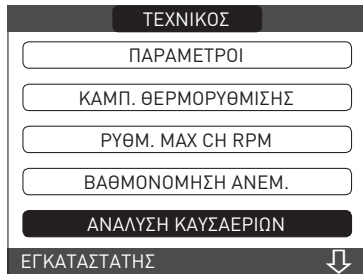 ΤΕΧΝΙΚΟΣ
ΠΑΡΑΜΕΤΡΟΙ
ΚΑΜΠ. ΘΕΡΜΟΡΥΘΜΙΣΗΣ
ΡΥΘΜ. MAX CH RPM
ΒΑΘΜΟΝΟΜΗΣΗ ΑΝΕΜ.
ΑΝΑΛΥΣΗ ΚΑΥΣΑΕΡΙΩΝ
ΕΓΚΑΤΑΣΤΑΤΗΣ